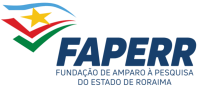 FAPERR
FUNDAÇÃO DE AMPARO À PESQUISA
DO ESTADO DE RORAIMA